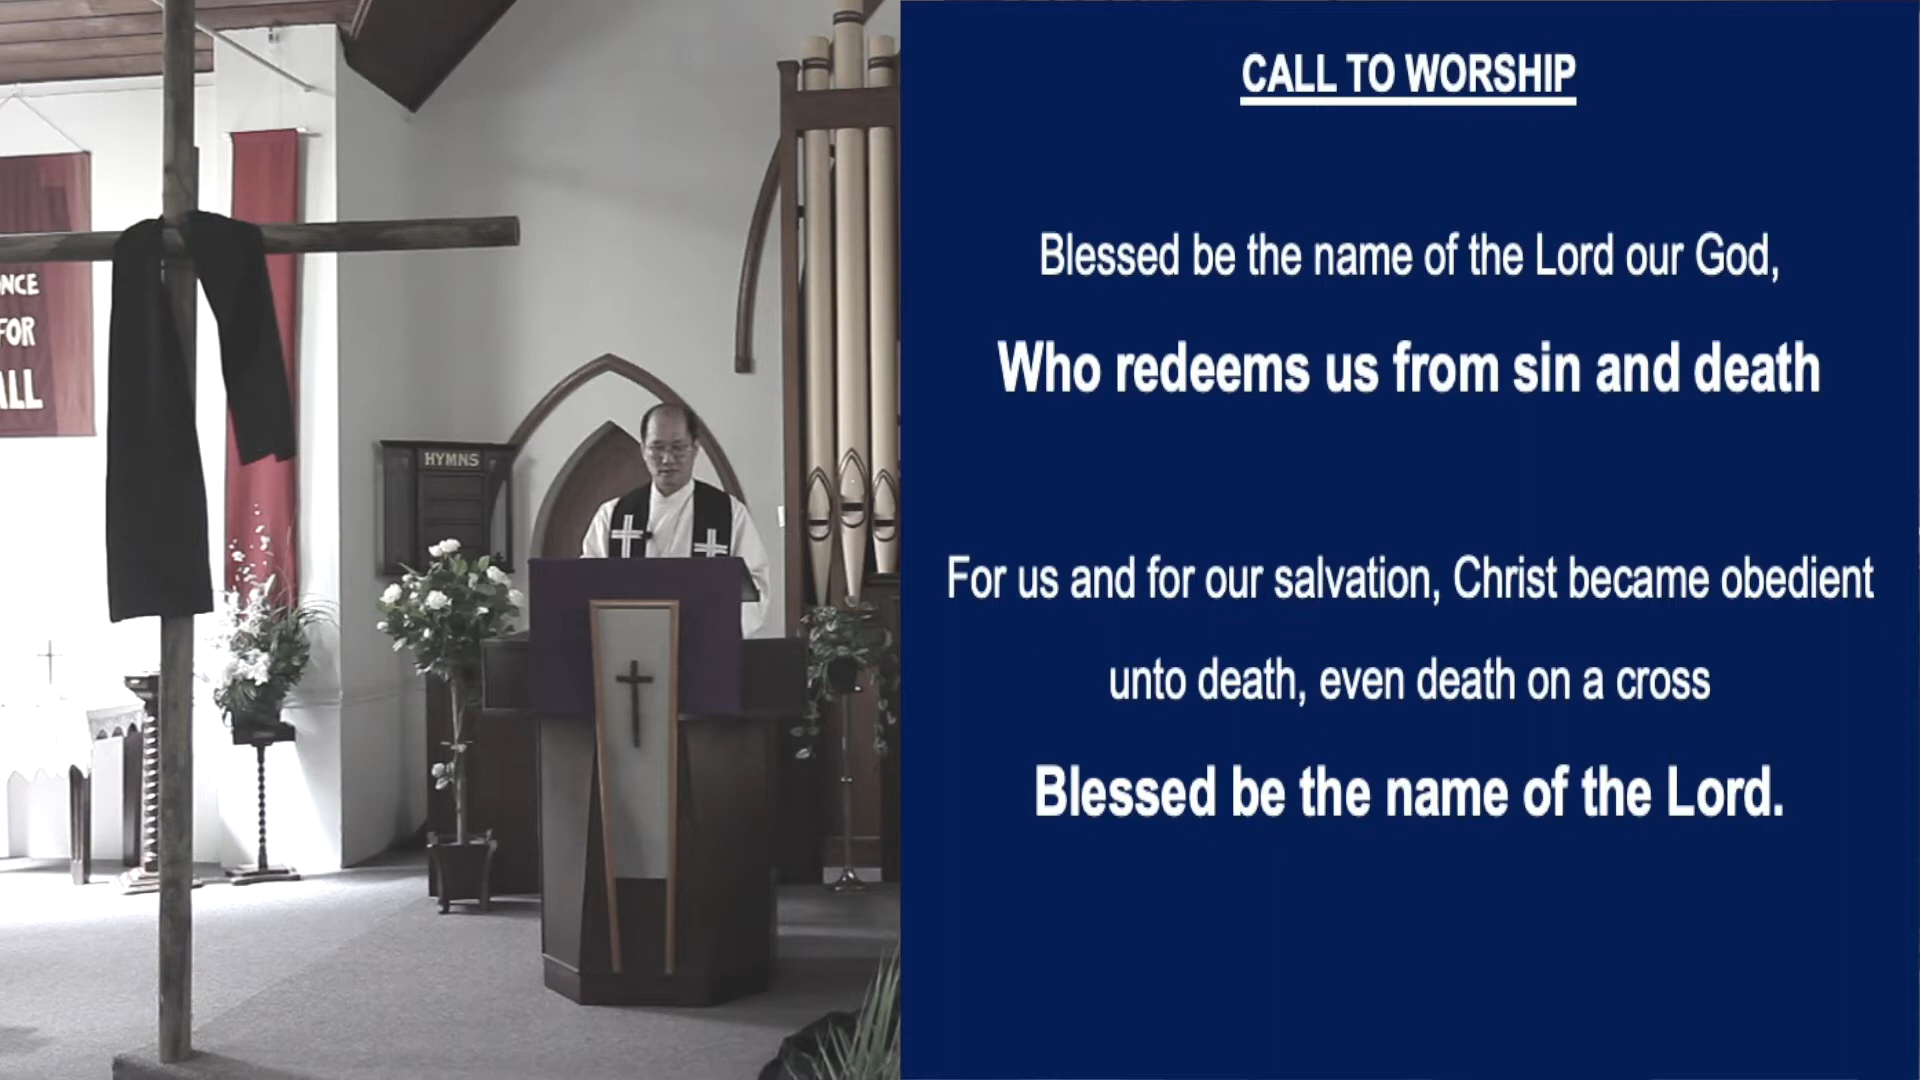 ONCE
FOR
ALL
HYMNS
CALL TO WORSHIP
Blessed be the name of the Lord our God,
Who redeems us from sin and death
For us and for our salvation, Christ became obedient
unto death, even death on a cross
Blessed be the name of the Lord.